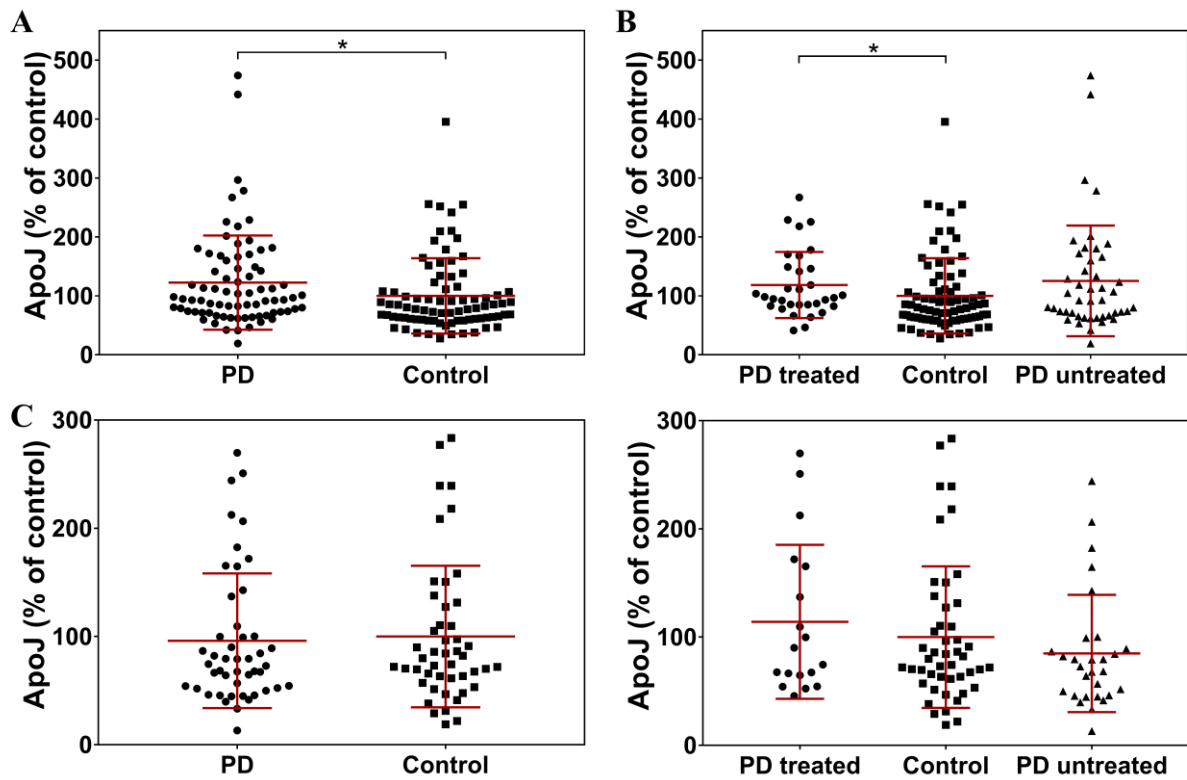 A
ApoJ (% of control)
500
400
300
200
100
0
*
PD
Control
B
ApoJ (% of control)
500
400
300
200
100
0
*
PD treated
Control
PD untreated
C
ApoJ (% of control)
300
200
100
0
PD
Control
ApoJ (% of control)
300
200
100
0
PD treated
Control
PD untreated